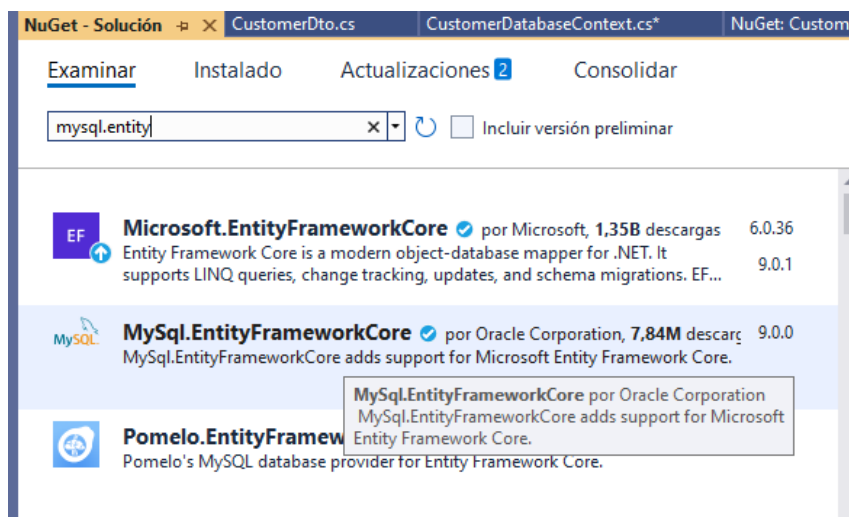 NuGet - Solución CustomerDto.cs CustomerDatabaseContext.cs* NuGet: Custom
Examinar Instalado Actualizaciones 2 Consolidar
mysql.entity Incluir versión preliminar
EF Microsoft.EntityFrameworkCore por Microsoft, 1,35B descargas 6.0.36
Entity Framework Core is a modern object-database mapper for .NET. It
supports LINQ queries, change tracking, updates, and schema migrations. EF... 9.0.1
MySQL MySql.EntityFrameworkCore por Oracle Corporation, 7,84M descarg 9.0.0
MySql.EntityFrameworkCore adds support for Microsoft Entity Framework Core.
MySql.EntityFrameworkCore por Oracle Corporation
MySql.EntityFrameworkCore adds support for Microsoft
Entity Framework Core.
Pomelo.EntityFramew
Pomelo's MySQL database provider for Entity Framework Core.